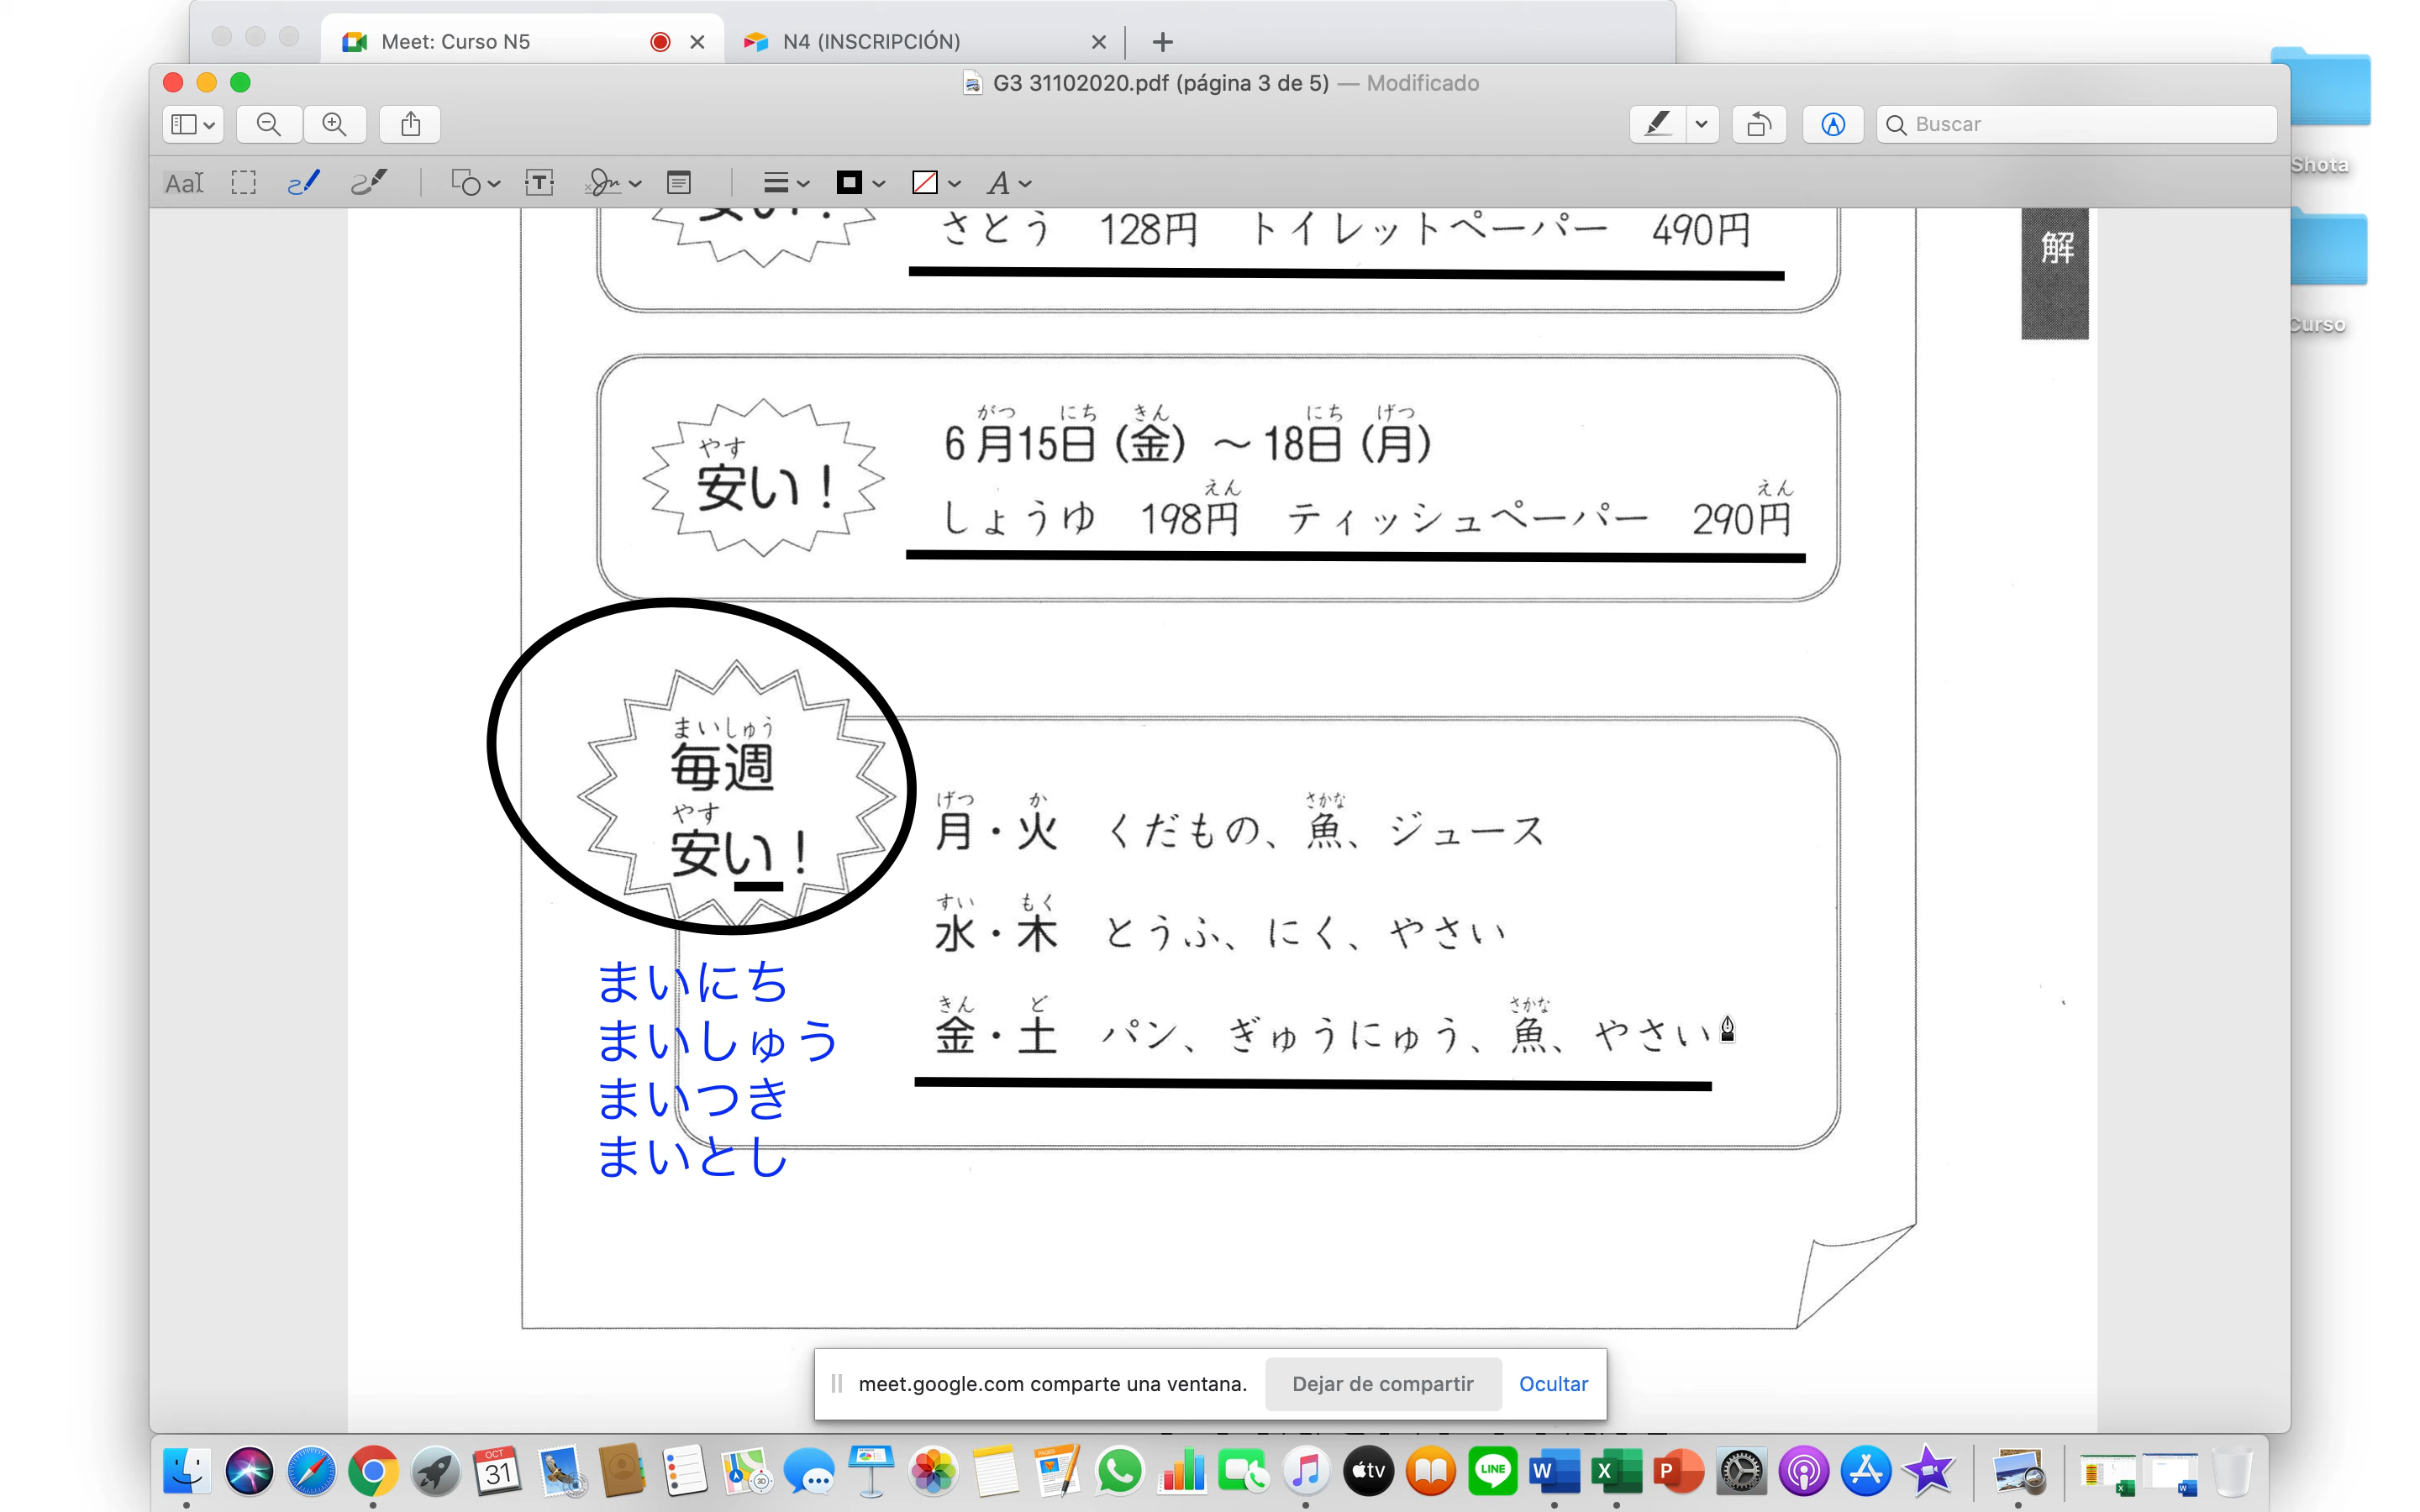 Meet: Curso N5
N4 (INSCRIPCIÓN)
G3 31102020.pdf (página 3 de 5) — Modificado
Buscar
Shota
Curso
解
さとう 128円 トイレットペーパー 490円
がつ にち きん にち げつ
6月15日(金) ～18日(月)
やす
安い!
えん えん
しょうゆ 198円 ティッシュペーパー 290円
まいしゅう
毎週
やす
安い!
げつ か さかな
月・火 くだもの、魚、ジュース
すい もく
水・木 とうふ、にく、やさい
きん ど さかな
金・土 パン、ぎゅうにゅう、魚、やさい
まいにち
まいしゅう
まいつき
まいとし
meet.google.com comparte una ventana. Dejar de compartir Ocultar
OCT
31
3D
PAGES
tv
LINE
W
X
P
X
W